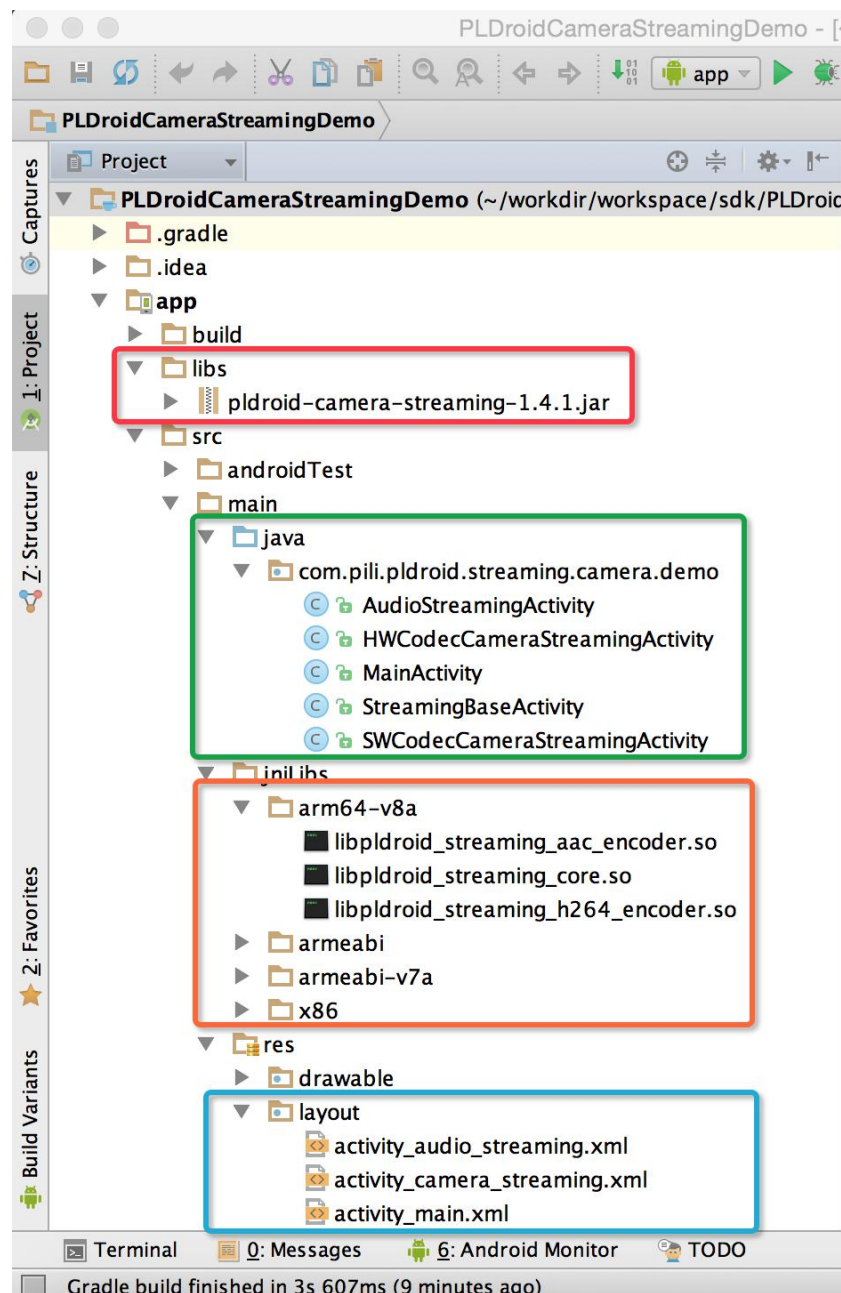 PLDroidCameraStreamingDemo - [
app
PLDroidCameraStreamingDemo
Project
PLDroidCameraStreamingDemo (~/workdir/workspace/sdk/PLDroid
.gradle
.idea
app
build
libs
pldroid-camera-streaming-1.4.1.jar
src
androidTest
main
java
com.pili.pldroid.streaming.camera.demo
AudioStreamingActivity
HWCodecCameraStreamingActivity
MainActivity
StreamingBaseActivity
SWCodecCameraStreamingActivity
jniLibs
arm64-v8a
libpldroid_streaming_aac_encoder.so
libpldroid_streaming_core.so
libpldroid_streaming_h264_encoder.so
armeabi
armeabi-v7a
x86
res
drawable
layout
activity_audio_streaming.xml
activity_camera_streaming.xml
activity_main.xml
Captures
1: Project
7: Structure
2: Favorites
Build Variants
Terminal 0: Messages 6: Android Monitor TODO
Gradle build finished in 3s 607ms (9 minutes ago)